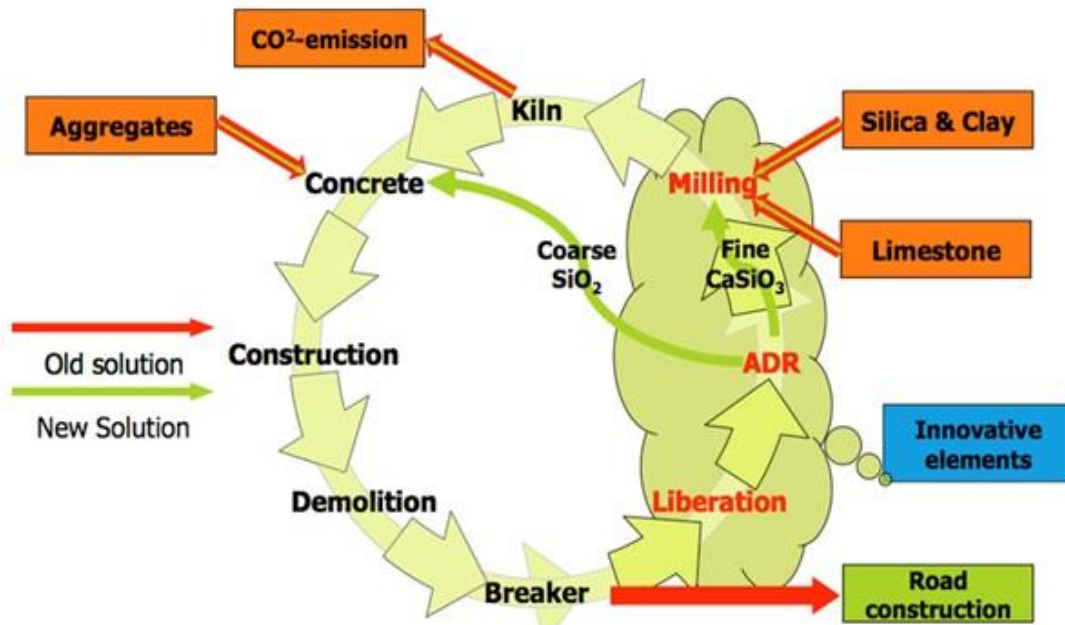 CO²-emission
Kiln
Aggregates
Silica & Clay
Concrete
Milling
Coarse
SiO₂
Fine
CaSiO₃
Limestone
Old solution
New Solution
Construction
ADR
Innovative
elements
Demolition
Liberation
Breaker
Road
construction